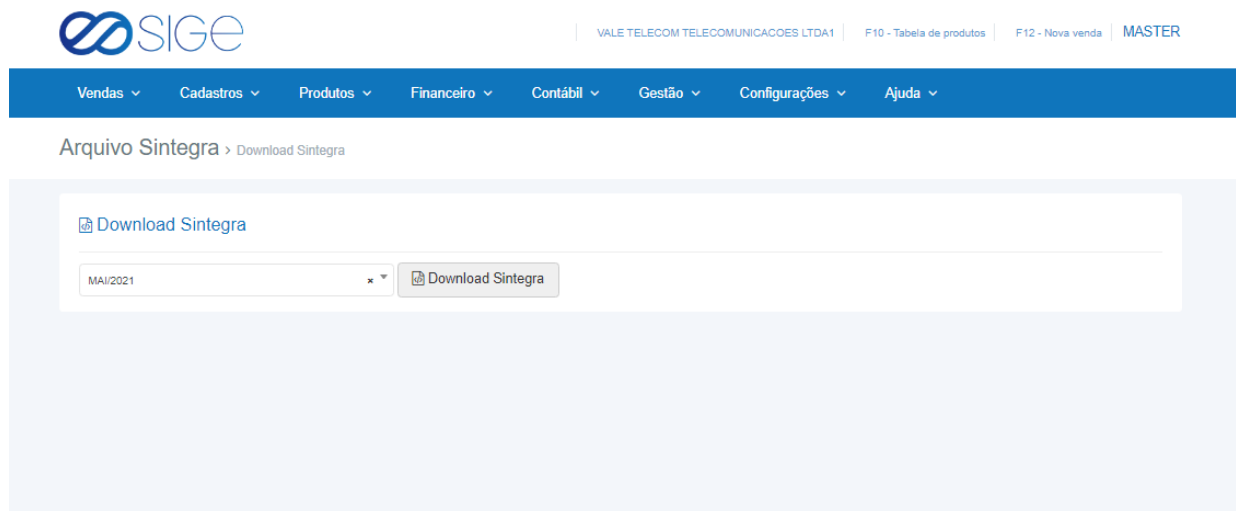 SIGE
VALE TELECOM TELECOMUNICACOES LTDA1 F10 - Tabela de produtos F12 - Nova venda MASTER
Vendas Cadastros Produtos Financeiro Contábil Gestão Configurações Ajuda
Arquivo Sintegra › Download Sintegra
Download Sintegra
MAI/2021 × Download Sintegra